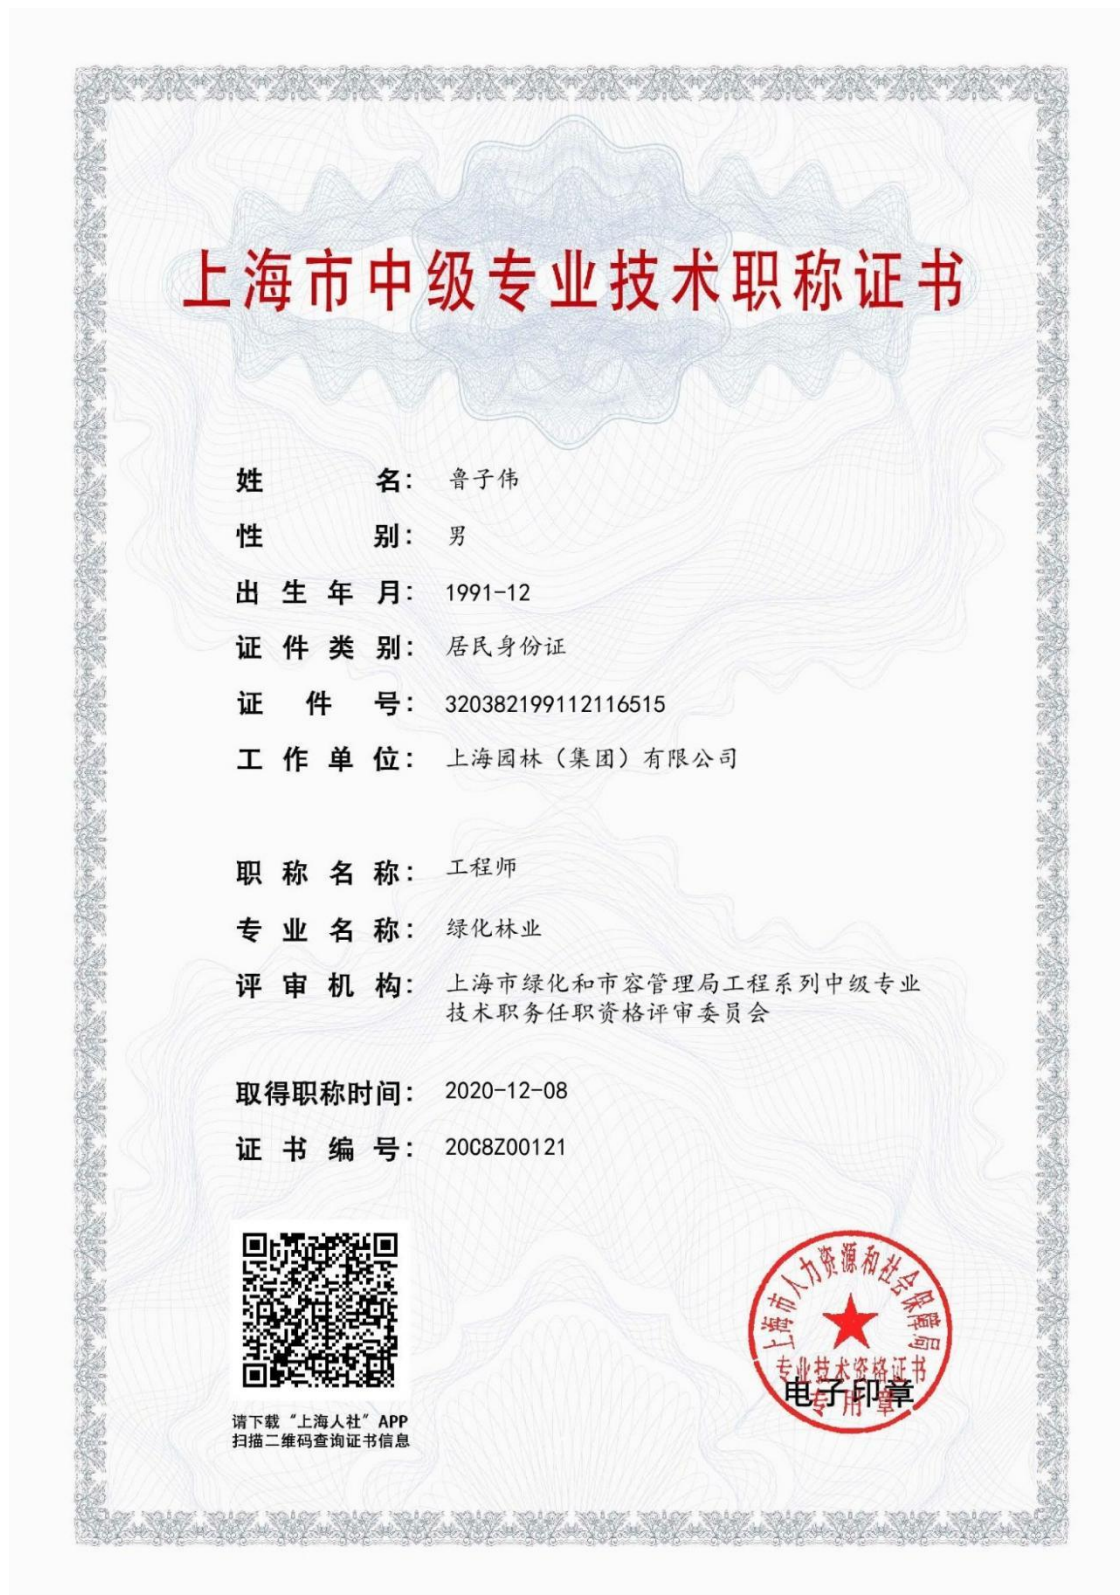 上海市中级专业技术职称证书
姓名: 鲁子伟
性别: 男
出生年月: 1991-12
证件类别: 居民身份证
证件号: 320382199112116515
工作单位: 上海园林（集团）有限公司
职称名称: 工程师
专业名称: 绿化林业
评审机构: 上海市绿化和市容管理局工程系列中级专业
技术职务任职资格评审委员会
取得职称时间: 2020-12-08
证书编号: 20C8Z00121
请下载“上海人社”APP
扫描二维码查询证书信息
上海市人力资源和社会保障局
专业技术资格证书
电子印章
专用章